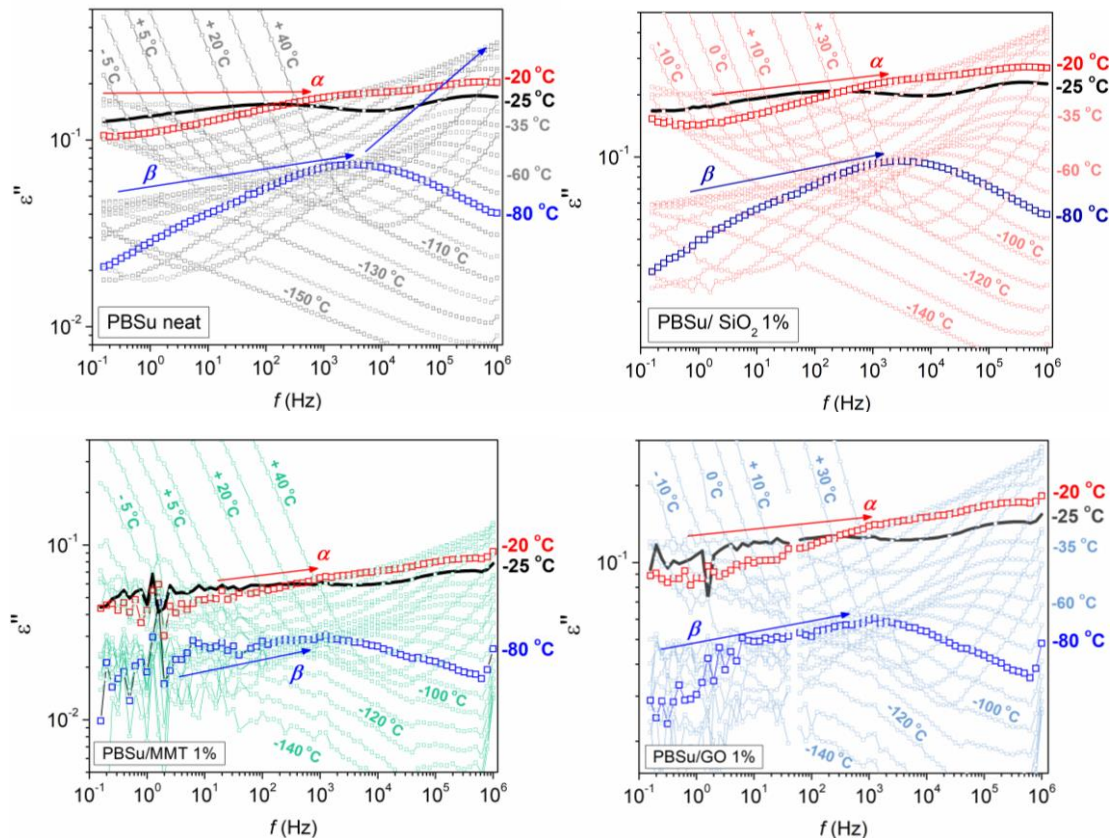 + 5 °C
+ 20 °C
+ 40 °C
- 5 °C
α
-20 °C
-25 °C
-35 °C
10⁻¹
β
-60 °C
-80 °C
ε''
-110 °C
-130 °C
-150 °C
10⁻²
PBSu neat
10⁻¹ 10⁰ 10¹ 10² 10³ 10⁴ 10⁵ 10⁶
f (Hz)
- 10 °C
0 °C
+ 10 °C
+ 30 °C
α
-20 °C
-25 °C
-35 °C
10⁻¹
β
-60 °C
-80 °C
ε''
-100 °C
-120 °C
-140 °C
PBSu/ SiO₂ 1%
10⁻¹ 10⁰ 10¹ 10² 10³ 10⁴ 10⁵ 10⁶
f (Hz)
- 5 °C
+ 5 °C
+ 20 °C
+ 40 °C
10⁻¹
α
-20 °C
-25 °C
ε''
-80 °C
β
-100 °C
10⁻²
-120 °C
-140 °C
PBSu/MMT 1%
10⁻¹ 10⁰ 10¹ 10² 10³ 10⁴ 10⁵ 10⁶
f (Hz)
- 10 °C
0 °C
+ 10 °C
+ 30 °C
α
-20 °C
-25 °C
-35 °C
10⁻¹
-60 °C
β
-80 °C
ε''
-100 °C
-120 °C
-140 °C
PBSu/GO 1%
10⁻¹ 10⁰ 10¹ 10² 10³ 10⁴ 10⁵ 10⁶
f (Hz)